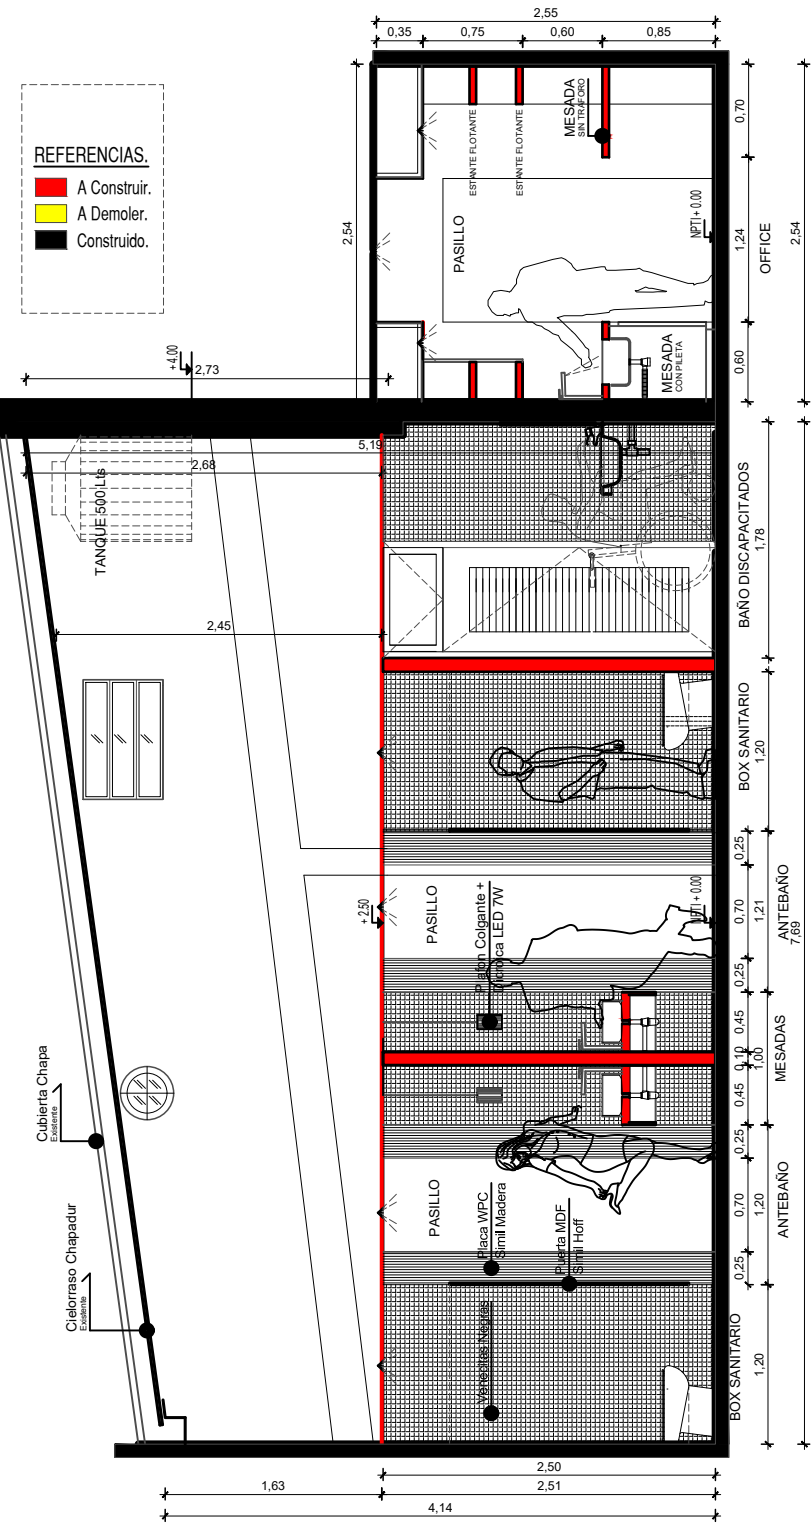 2,55
0,35
0,75
0,60
0,85
REFERENCIAS.
A Construir.
A Demoler.
Construido.
2,54
ESTANTE FLOTANTE
ESTANTE FLOTANTE
MESADA
SIN TRAFORO
PASILLO
NPTI + 0.00
MESADA
CON PILETA
0,70
1,24
0,60
OFFICE
2,54
+4.00
2,73
5,19
2,68
TANQUE 500 Lts
2,45
BAÑO DISCAPACITADOS
1,78
BOX SANITARIO
1,20
+ 2.50
PASILLO
Plafon Colgante +
Dicroica LED 7W
NPTI + 0.00
0,25
0,70
0,25
1,21
ANTEBAÑO
7,69
0,45
0,10
0,45
1,00
MESADAS
Cubierta Chapa
Existente
Cielorraso Chapadur
Existente
PASILLO
Placa WPC
Simil Madera
Puerta MDF
Simil Hoff
Venecitas Negras
0,25
0,70
0,25
1,20
ANTEBAÑO
BOX SANITARIO
1,20
2,50
1,63
2,51
4,14